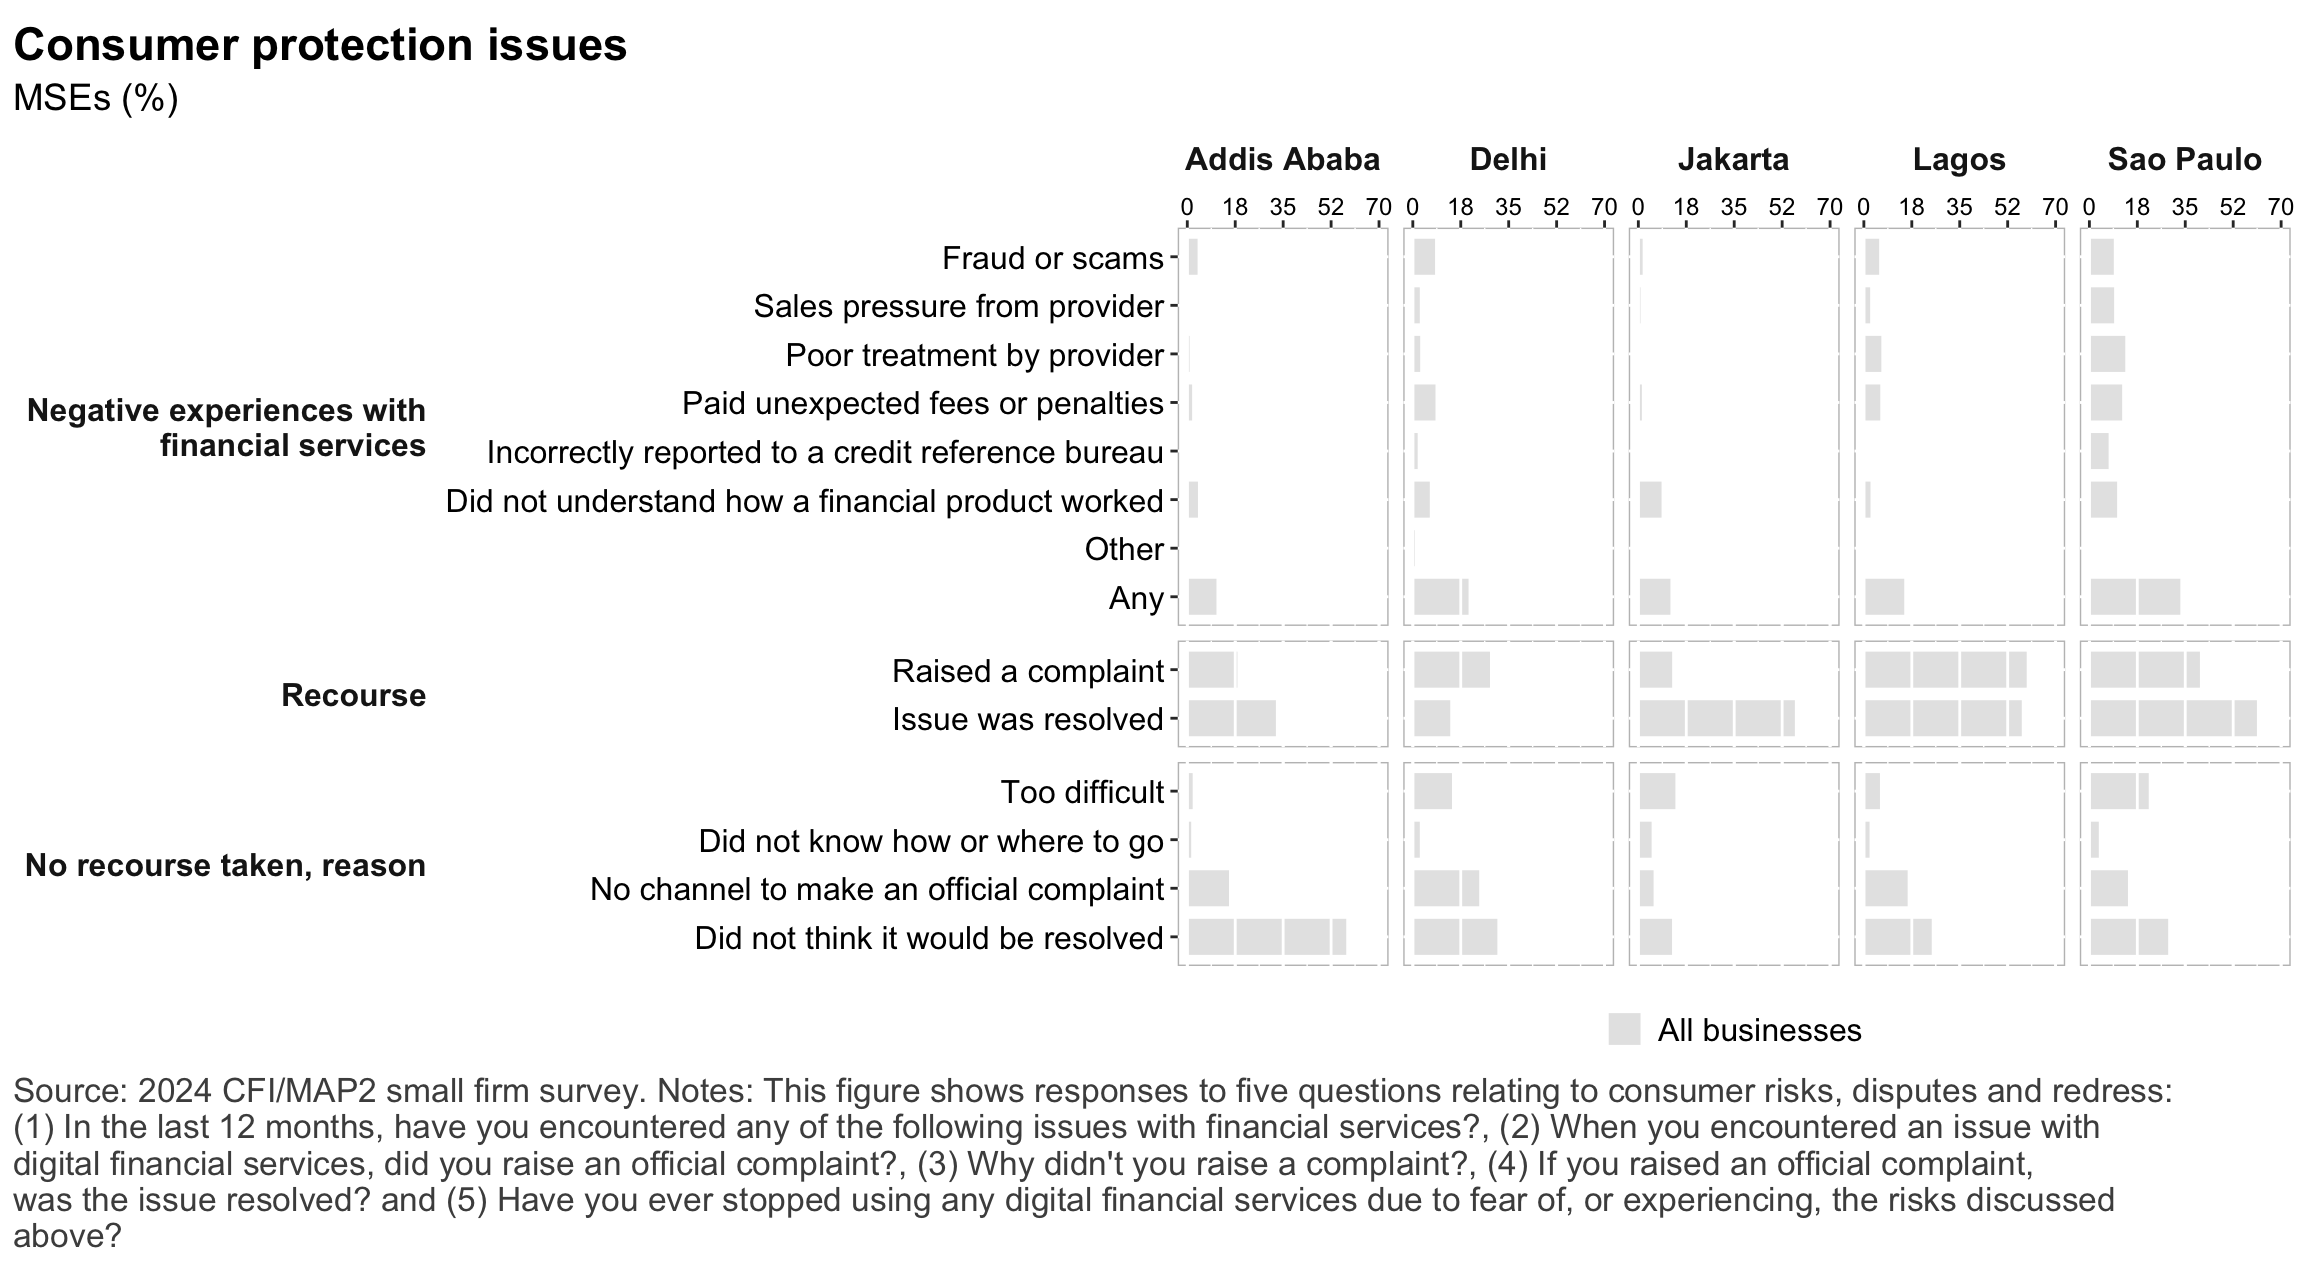 Consumer protection issues
MSEs (%)
Addis Ababa Delhi Jakarta Lagos Sao Paulo
0 18 35 52 70 0 18 35 52 70 0 18 35 52 70 0 18 35 52 70 0 18 35 52 70
Negative experiences with
financial services
Fraud or scams
Sales pressure from provider
Poor treatment by provider
Paid unexpected fees or penalties
Incorrectly reported to a credit reference bureau
Did not understand how a financial product worked
Other
Any
Recourse
Raised a complaint
Issue was resolved
No recourse taken, reason
Too difficult
Did not know how or where to go
No channel to make an official complaint
Did not think it would be resolved
All businesses
Source: 2024 CFI/MAP2 small firm survey. Notes: This figure shows responses to five questions relating to consumer risks, disputes and redress:
(1) In the last 12 months, have you encountered any of the following issues with financial services?, (2) When you encountered an issue with
digital financial services, did you raise an official complaint?, (3) Why didn't you raise a complaint?, (4) If you raised an official complaint,
was the issue resolved? and (5) Have you ever stopped using any digital financial services due to fear of, or experiencing, the risks discussed
above?